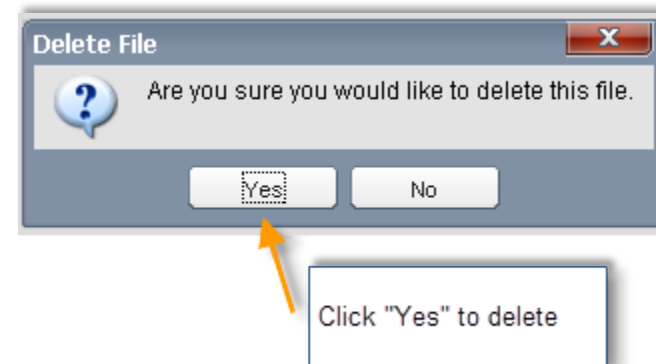 Delete File
Are you sure you would like to delete this file.
Yes
No
Click "Yes" to delete